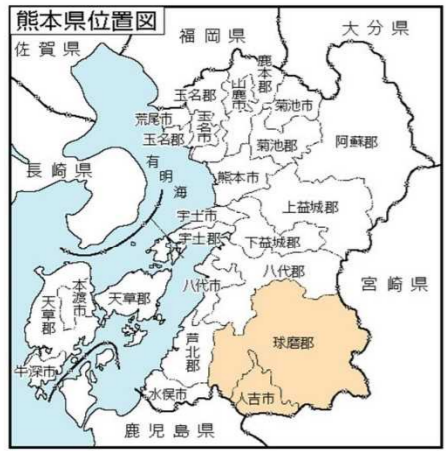 熊本県位置図
佐賀県
福岡県
大分県
鹿本郡
山鹿市
玉名郡
菊池市
荒尾市
玉名市
玉名郡
菊池郡
阿蘇郡
長崎県
有明海
熊本市
上益城郡
宇土市
宇土郡
下益城郡
八代郡
宮崎県
八代市
天草郡
本渡市
天草郡
芦北郡
球磨郡
牛深市
水俣市
人吉市
鹿児島県